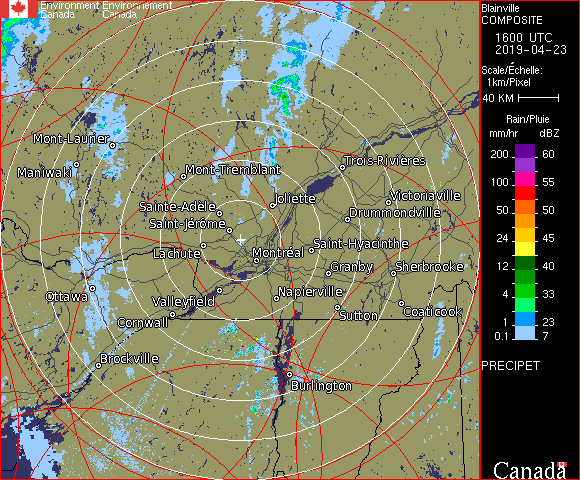 Environment Environnement
Canada Canada
Blainville
COMPOSITE
1600 UTC
2019-04-23
Scale/Échelle:
1km/Pixel
40 KM
Rain/Pluie
mm/hr dBZ
200 60
150 57
100 55
50 50
24 45
12 40
4 33
1 23
0.1 7
PRECIPET
Canada
Mont-Laurier
Maniwaki
Mont-Tremblant
Trois-Rivières
Sainte-Adèle
Joliette
Victoriaville
Saint-Jérôme
Drummondville
Lachute
Montréal
Saint-Hyacinthe
Granby
Sherbrooke
Ottawa
Valleyfield
Napierville
Cornwall
Sutton
Coaticook
Brockville
Burlington